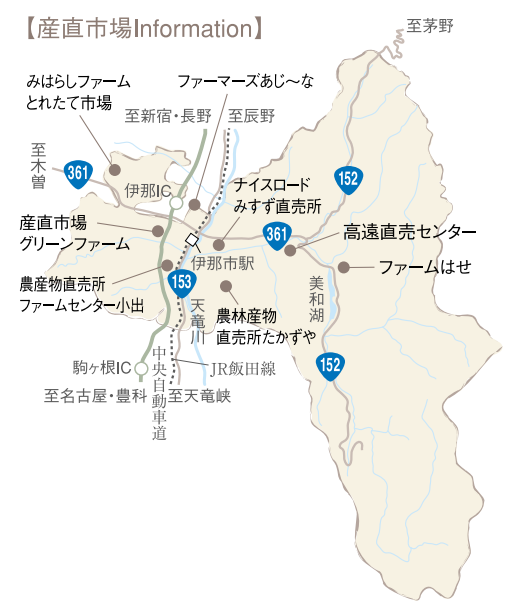 【産直市場Information】
至茅野
みはらしファーム
とれたて市場
ファーマーズあじ〜な
至新宿・長野
至辰野
至木曽
361
伊那IC
152
ナイスロード
みすず直売所
産直市場
グリーンファーム
361
高遠直売センター
伊那市駅
ファームはせ
農産物直売所
ファームセンター小出
153
天竜川
農林産物
直売所たかずや
美和湖
駒ヶ根IC
中央自動車道
JR飯田線
152
至名古屋・豊科
至天竜峡